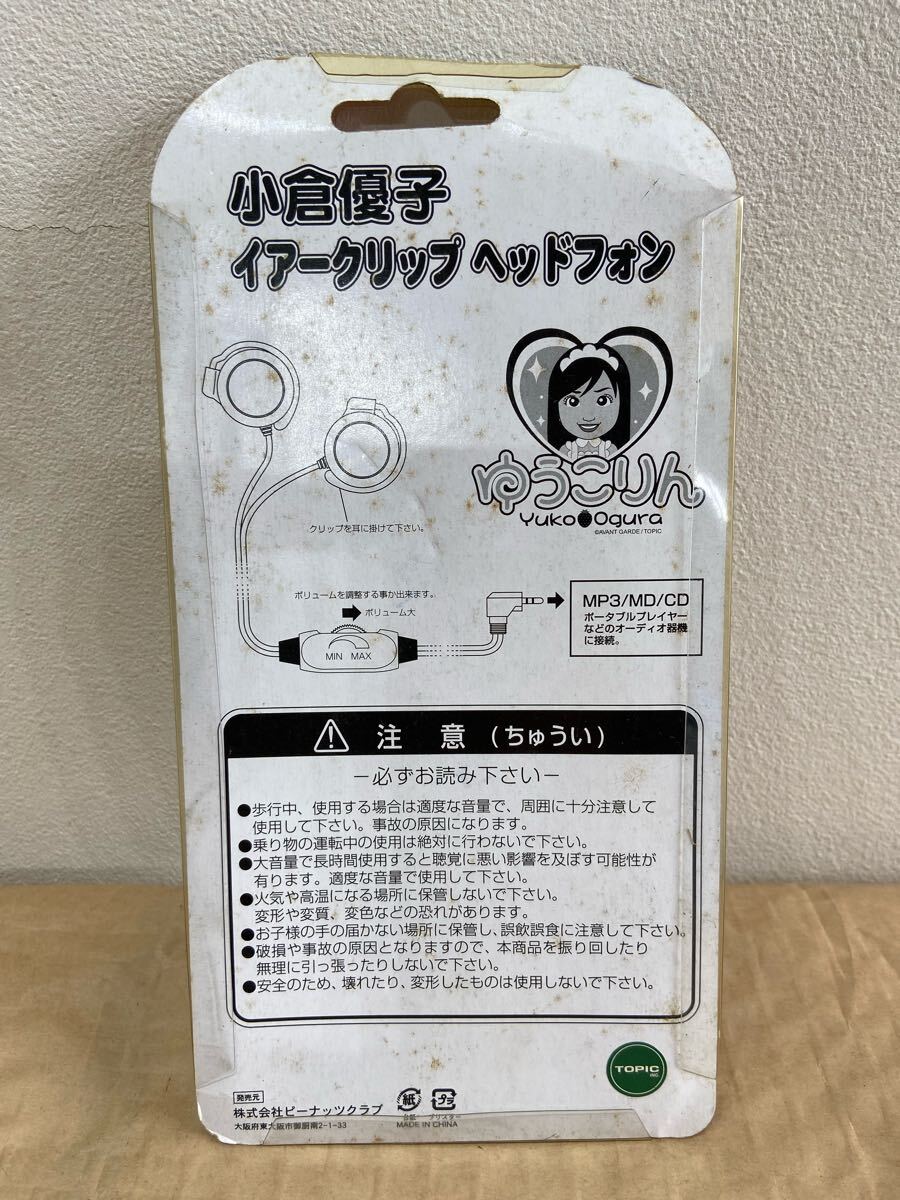 小倉優子
イアークリップ ヘッドフォン
ゆうこりん
Yuko Ogura
©AVANT GARDE / TOPIC
クリップを耳に掛けて下さい。
ボリュームを調整する事か出来ます。
ボリューム大
MIN MAX
MP3/MD/CD
ポータブルプレイヤー
などのオーディオ器機
に接続。
注 意 (ちゅうい)
－必ずお読み下さい－
●歩行中、使用する場合は適度な音量で、周囲に十分注意して
使用して下さい。事故の原因になります。
●乗り物の運転中の使用は絶対に行わないで下さい。
●大音量で長時間使用すると聴覚に悪い影響を及ぼす可能性が
有ります。適度な音量で使用して下さい。
●火気や高温になる場所に保管しないで下さい。
変形や変質、変色などの恐れがあります。
●お子様の手の届かない場所に保管し、誤飲誤食に注意して下さい。
●破損や事故の原因となりますので、本商品を振り回したり
無理に引っ張ったりしないで下さい。
●安全のため、壊れたり、変形したものは使用しないで下さい。
TOPIC
INC.
発売元
株式会社ピーナッツクラブ
大阪府東大阪市御厨南2-1-33
紙
台紙
プラ
ブリスター
MADE IN CHINA